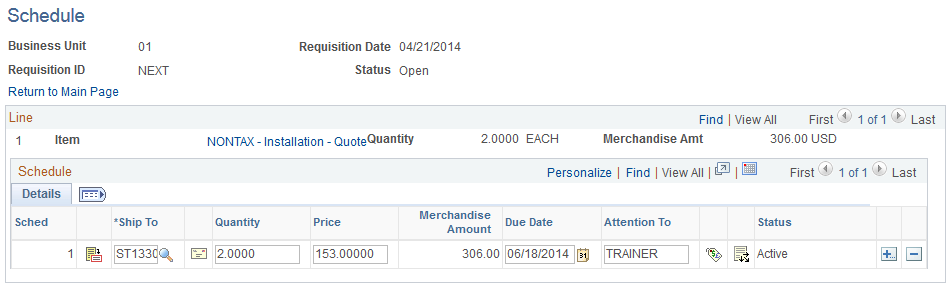 Schedule
Business Unit 01 Requisition Date 04/21/2014
Requisition ID NEXT Status Open
Return to Main Page
Line Find | View All First 1 of 1 Last
1 Item NONTAX - Installation - Quote Quantity 2.0000 EACH Merchandise Amt 306.00 USD
Schedule Personalize | Find | View All | | First 1 of 1 Last
Details
Sched *Ship To Quantity Price Merchandise Amount Due Date Attention To Status
1 ST1330 2.0000 153.00000 306.00 06/18/2014 31 TRAINER Active